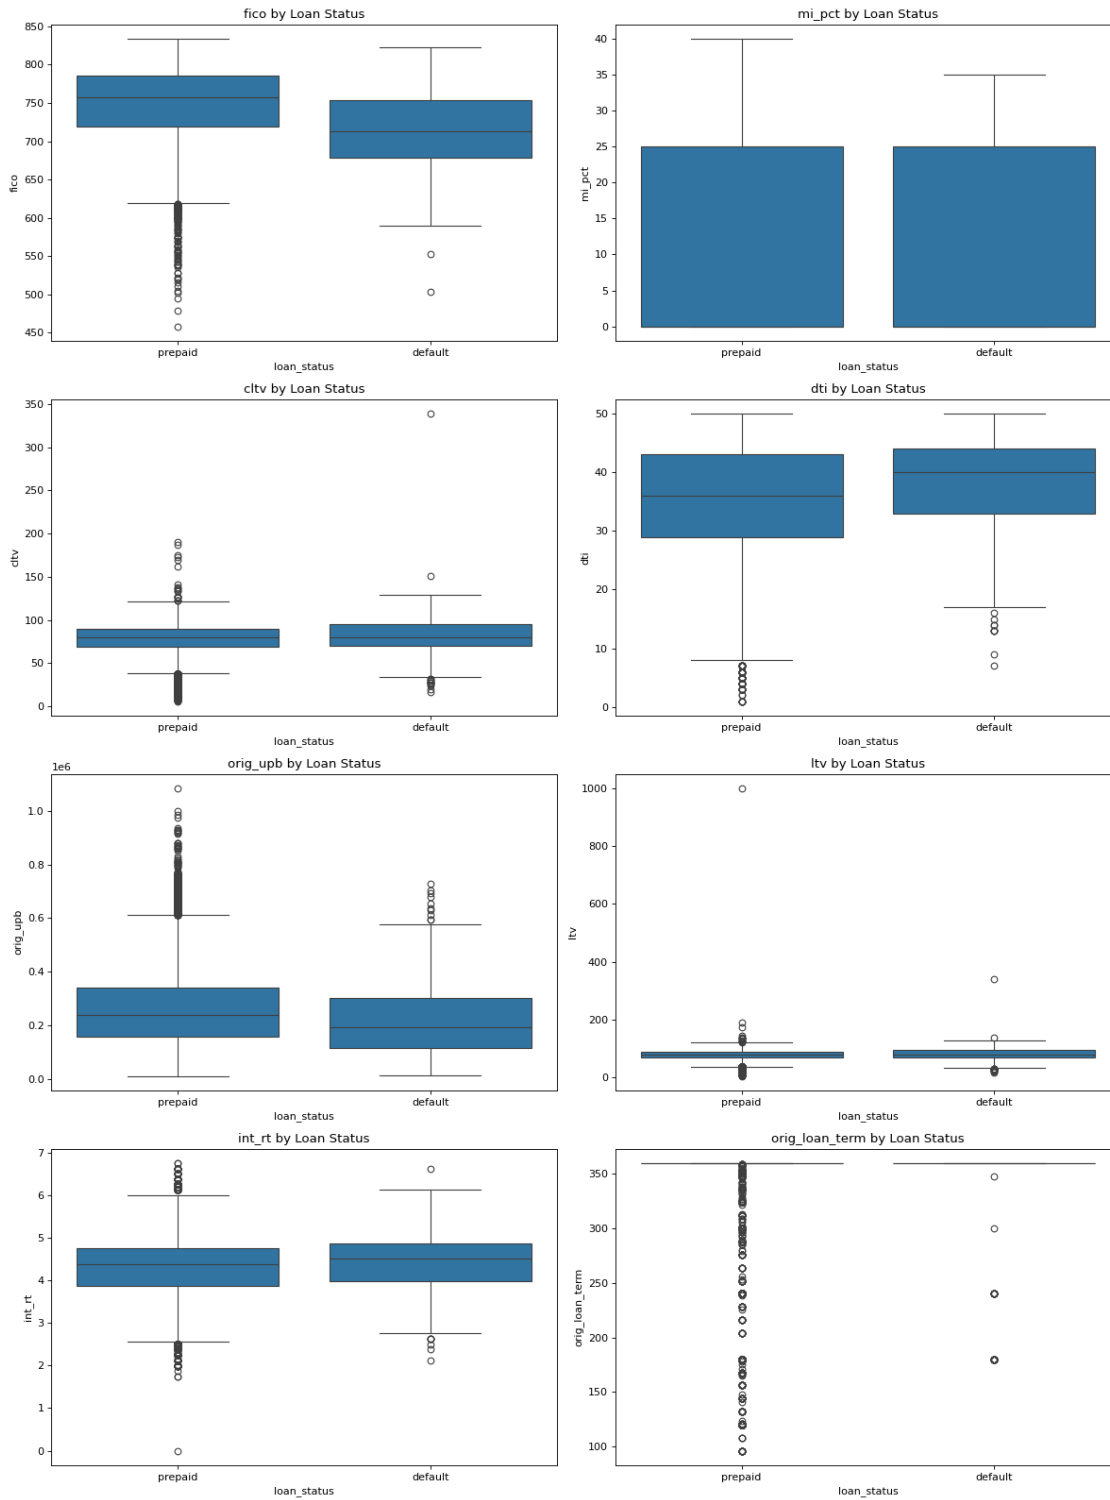 fico by Loan Status
850
800
750
700
650
600
550
500
450
fico
prepaid
default
loan_status
mi_pct by Loan Status
40
35
30
25
20
15
10
5
0
mi_pct
prepaid
default
loan_status
cltv by Loan Status
350
300
250
200
150
100
50
0
cltv
prepaid
default
loan_status
dti by Loan Status
50
40
30
20
10
0
dti
prepaid
default
loan_status
orig_upb by Loan Status
1e6
1.0
0.8
0.6
0.4
0.2
0.0
orig_upb
prepaid
default
loan_status
ltv by Loan Status
1000
800
600
400
200
0
ltv
prepaid
default
loan_status
int_rt by Loan Status
7
6
5
4
3
2
1
0
int_rt
prepaid
default
loan_status
orig_loan_term by Loan Status
350
300
250
200
150
100
orig_loan_term
prepaid
default
loan_status